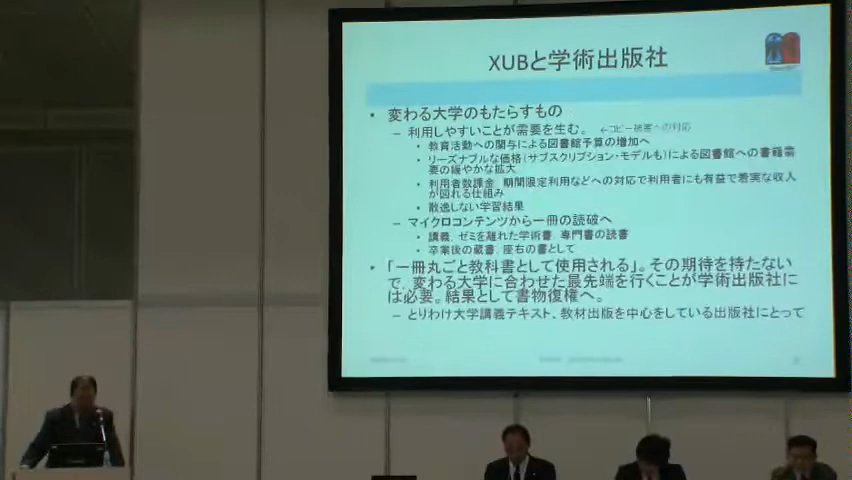 XUBと学術出版社
• 変わる大学のもたらすもの
– 利用しやすいことが需要を生む。 ←コピー被害への対応
• 教育活動への関与による図書館予算の増加へ
• リーズナブルな価格(サブスクリプション・モデルも)による図書館への書籍需
要の緩やかな拡大
• 利用者数課金、期間限定利用などへの対応で利用者にも有益で着実な収入
が図れる仕組み
• 散逸しない学習結果
– マイクロコンテンツから一冊の読破へ
• 講義、ゼミを離れた学術書、専門書の読書
• 卒業後の蔵書、座右の書として
• 「一冊丸ごと教科書として使用される」。その期待を持たない
で、変わる大学に合わせた最先端を行くことが学術出版社に
は必要。結果として書物復権へ。
– とりわけ大学講義テキスト、教材出版を中心をしている出版社にとって